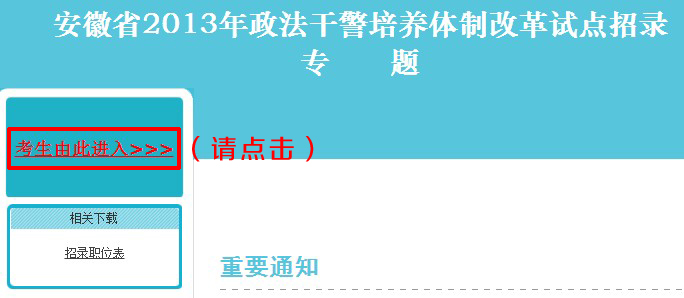 安徽省2013年政法干警培养体制改革试点招录
专 题
考生由此进入>>>（请点击）
相关下载
招录职位表
重要通知